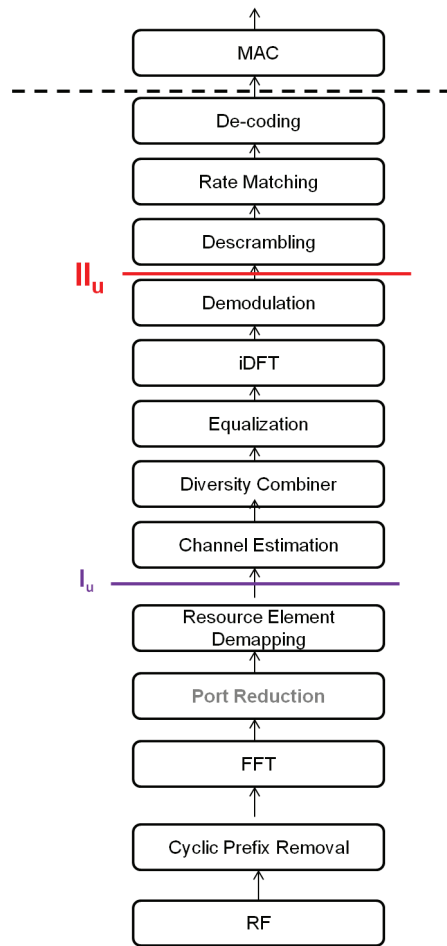 MAC
De-coding
Rate Matching
Descrambling
IIu
Demodulation
iDFT
Equalization
Diversity Combiner
Channel Estimation
Iu
Resource Element
Demapping
Port Reduction
FFT
Cyclic Prefix Removal
RF